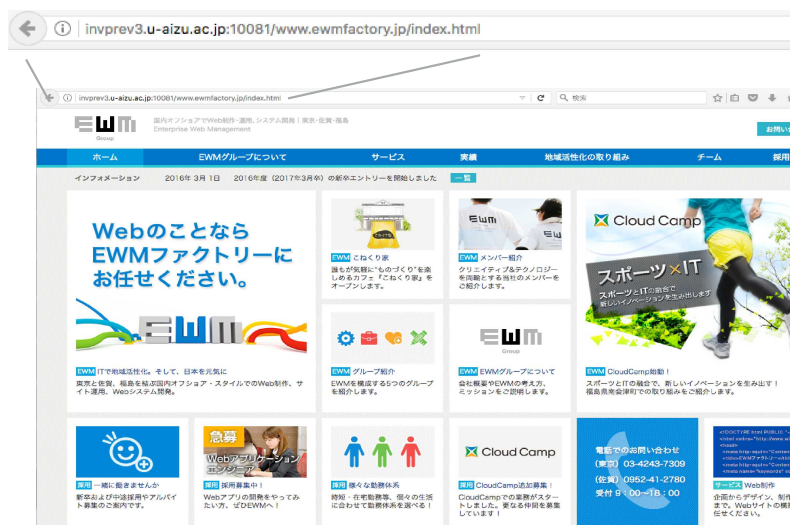 invprev3.u-aizu.ac.jp:10081/www.ewmfactory.jp/index.html
invprev3.u-aizu.ac.jp:10081/www.ewmfactory.jp/index.html
検索
EWM
Group
国内オフショアでWeb制作・運用、システム開発 | 東京・佐賀・福島
Enterprise Web Management
お問い
ホーム
EWMグループについて
サービス
実績
地域活性化の取り組み
チーム
採用
インフォメーション
2016年 3月 1日 2016年度（2017年3月卒）の新卒エントリーを開始しました
一覧
Webのことなら
EWMファクトリーに
お任せください。
EWM
EWM ITで地域活性化。そして、日本を元気に
東京と佐賀、福島を結ぶ国内オフショア・スタイルでのWeb制作、サ
イト運用、Webシステム開発。
EWM こねくり家
誰もが気軽に"ものづくり"を楽
しめるカフェ『こねくり家』を
オープンします。
EWM
EWM メンバー紹介
クリエイティブ&テクノロジー
を両輪とする当社のメンバーを
ご紹介します。
Cloud Camp
スポーツ×IT
スポーツとITの融合で
新しいイノベーションを生み出します
EWM CloudCamp始動！
スポーツとITの融合で、新しいイノベーションを生み出す！
福島県南会津町での取り組みをご紹介します。
EWM グループ紹介
EWMを構成する5つのグループ
を紹介します。
EWM
Group
EWM EWMグループについて
会社概要やEWMの考え方、
ミッションをご説明します。
採用 一緒に働きませんか
新卒および中途採用やアルバイ
ト募集のご案内です。
急募
Webアプリケーション
エンジニア
採用 採用募集中！
Webアプリの開発をやってみ
たい方、ぜひEWMへ！
採用 様々な勤務体系
時短・在宅勤務等、個々の生活
に合わせて勤務体系を選べる！
Cloud Camp
採用 CloudCamp追加募集！
CloudCampでの業務がスター
トしました。更なる仲間を募集
しています！
電話でのお問い合わせ
(東京) 03-4243-7309
(佐賀) 0952-41-2780
受付 9：00～18：00
サービス Web制作
企画からデザイン、制作
まで。Webサイトの構
任せください。